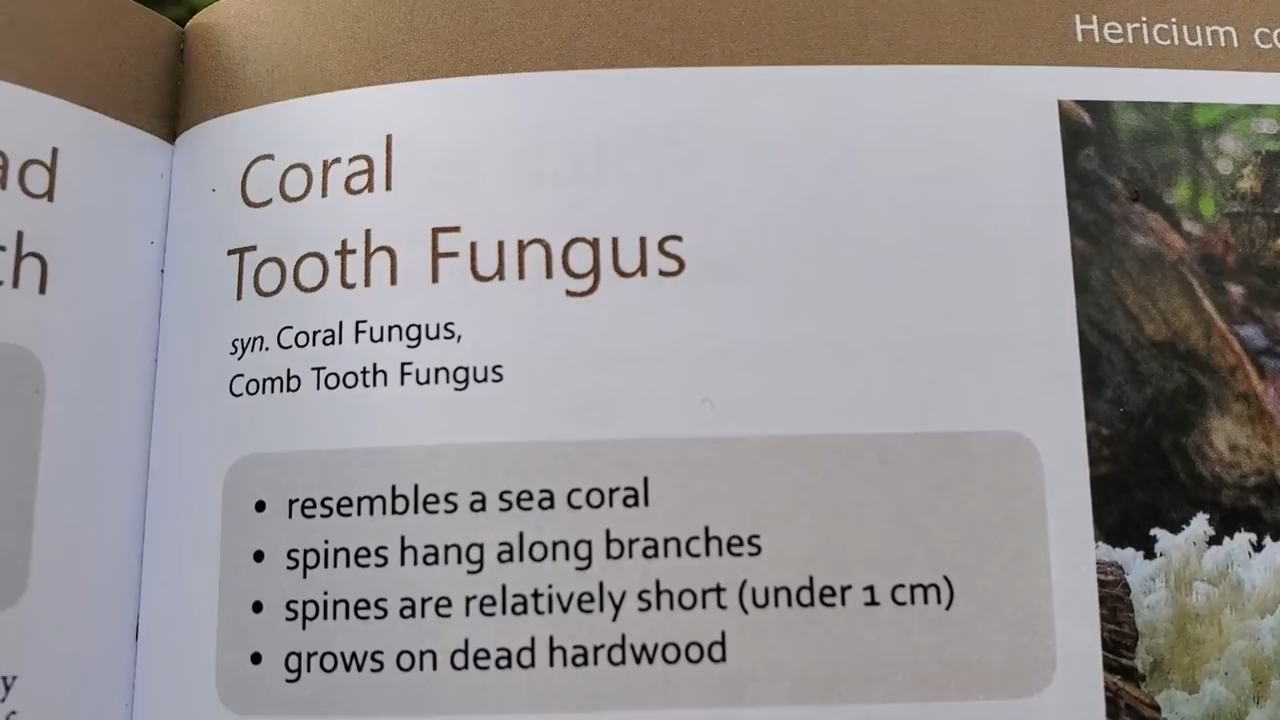 Hericium
Coral
Tooth Fungus
syn. Coral Fungus,
Comb Tooth Fungus
• resembles a sea coral
• spines hang along branches
• spines are relatively short (under 1 cm)
• grows on dead hardwood